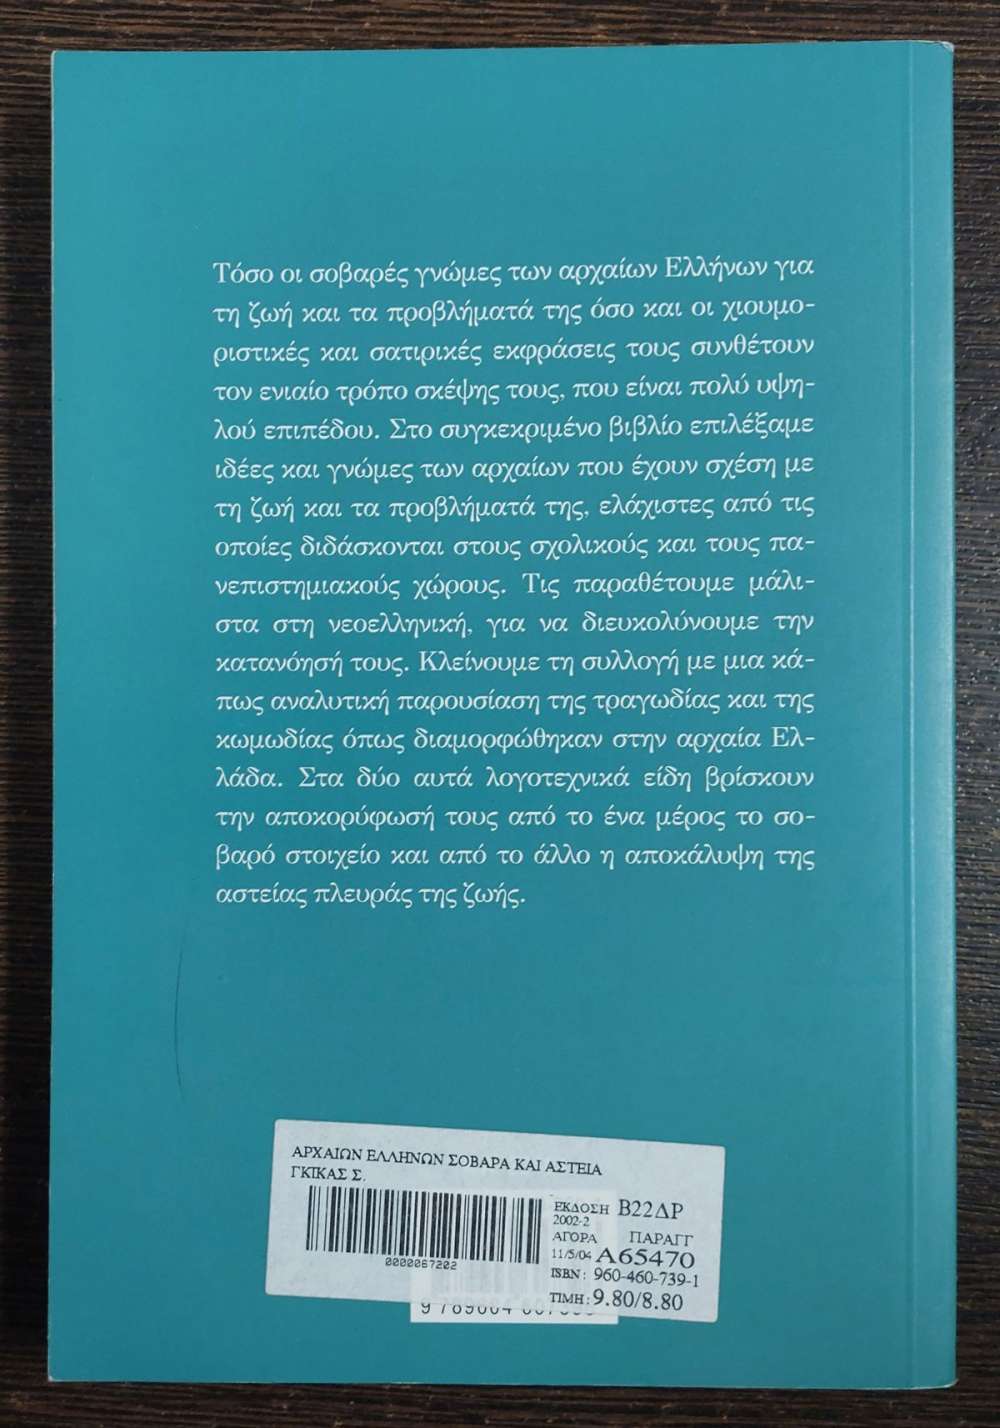 Τόσο οι σοβαρές γνώμες των αρχαίων Ελλήνων για
τη ζωή και τα προβλήματά της όσο και οι χιουμο-
ριστικές και σατιρικές εκφράσεις τους συνθέτουν
τον ενιαίο τρόπο σκέψης τους, που είναι πολύ υψη-
λού επιπέδου. Στο συγκεκριμένο βιβλίο επιλέξαμε
ιδέες και γνώμες των αρχαίων που έχουν σχέση με
τη ζωή και τα προβλήματά της, ελάχιστες από τις
οποίες διδάσκονται στους σχολικούς και τους πα-
νεπιστημιακούς χώρους. Τις παραθέτουμε μάλι-
στα στη νεοελληνική, για να διευκολύνουμε την
κατανόησή τους. Κλείνουμε τη συλλογή με μια κά-
πως αναλυτική παρουσίαση της τραγωδίας και της
κωμωδίας όπως διαμορφώθηκαν στην αρχαία Ελ-
λάδα. Στα δύο αυτά λογοτεχνικά είδη βρίσκουν
την αποκορύφωσή τους από το ένα μέρος το σο-
βαρό στοιχείο και από το άλλο η αποκάλυψη της
αστείας πλευράς της ζωής.
ΑΡΧΑΙΩΝ ΕΛΛΗΝΩΝ ΣΟΒΑΡΑ ΚΑΙ ΑΣΤΕΙΑ
ΓΚΙΚΑΣ Σ.
0000067202
ΕΚΔΟΣΗ Β22ΔΡ
2002-2
ΑΓΟΡΑ ΠΑΡΑΓΓ
11/5/04 Α65470
ISBN: 960-460-739-1
ΤΙΜΗ: 9.80/8.80